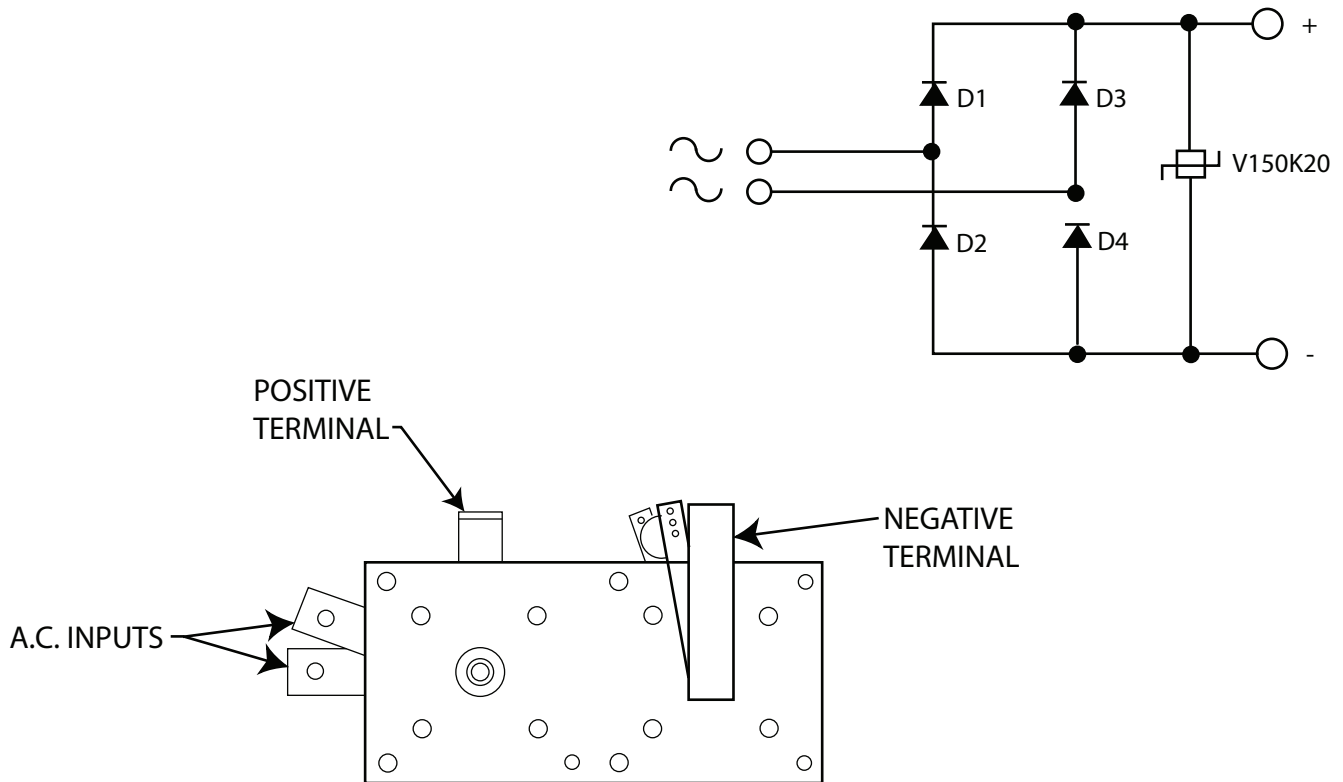 +
D1
D3
V150K20
D2
D4
-
POSITIVE
TERMINAL
NEGATIVE
TERMINAL
A.C. INPUTS